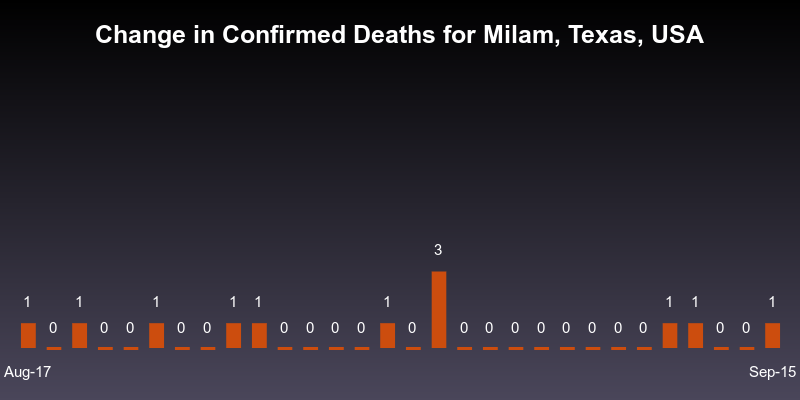 Change in Confirmed Deaths for Milam, Texas, USA
3
1 0 1 0 0 1 0 0 1 1 0 0 0 0 1 0 0 0 0 0 0 0 0 0 1 1 0 0 1
Aug-17 Sep-15